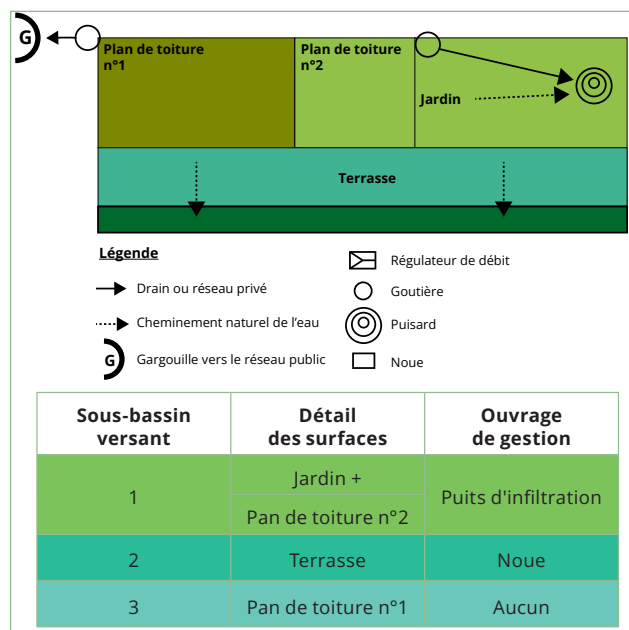 G
Plan de toiture
n°1
Plan de toiture
n°2
Jardin
Terrasse
Légende
Drain ou réseau privé
Cheminement naturel de l'eau
G
Gargouille vers le réseau public
Régulateur de débit
Goutière
Puisard
Noue
Sous-bassin
versant
Détail
des surfaces
Ouvrage
de gestion
1
Jardin +
Pan de toiture n°2
Puits d'infiltration
2
Terrasse
Noue
3
Pan de toiture n°1
Aucun